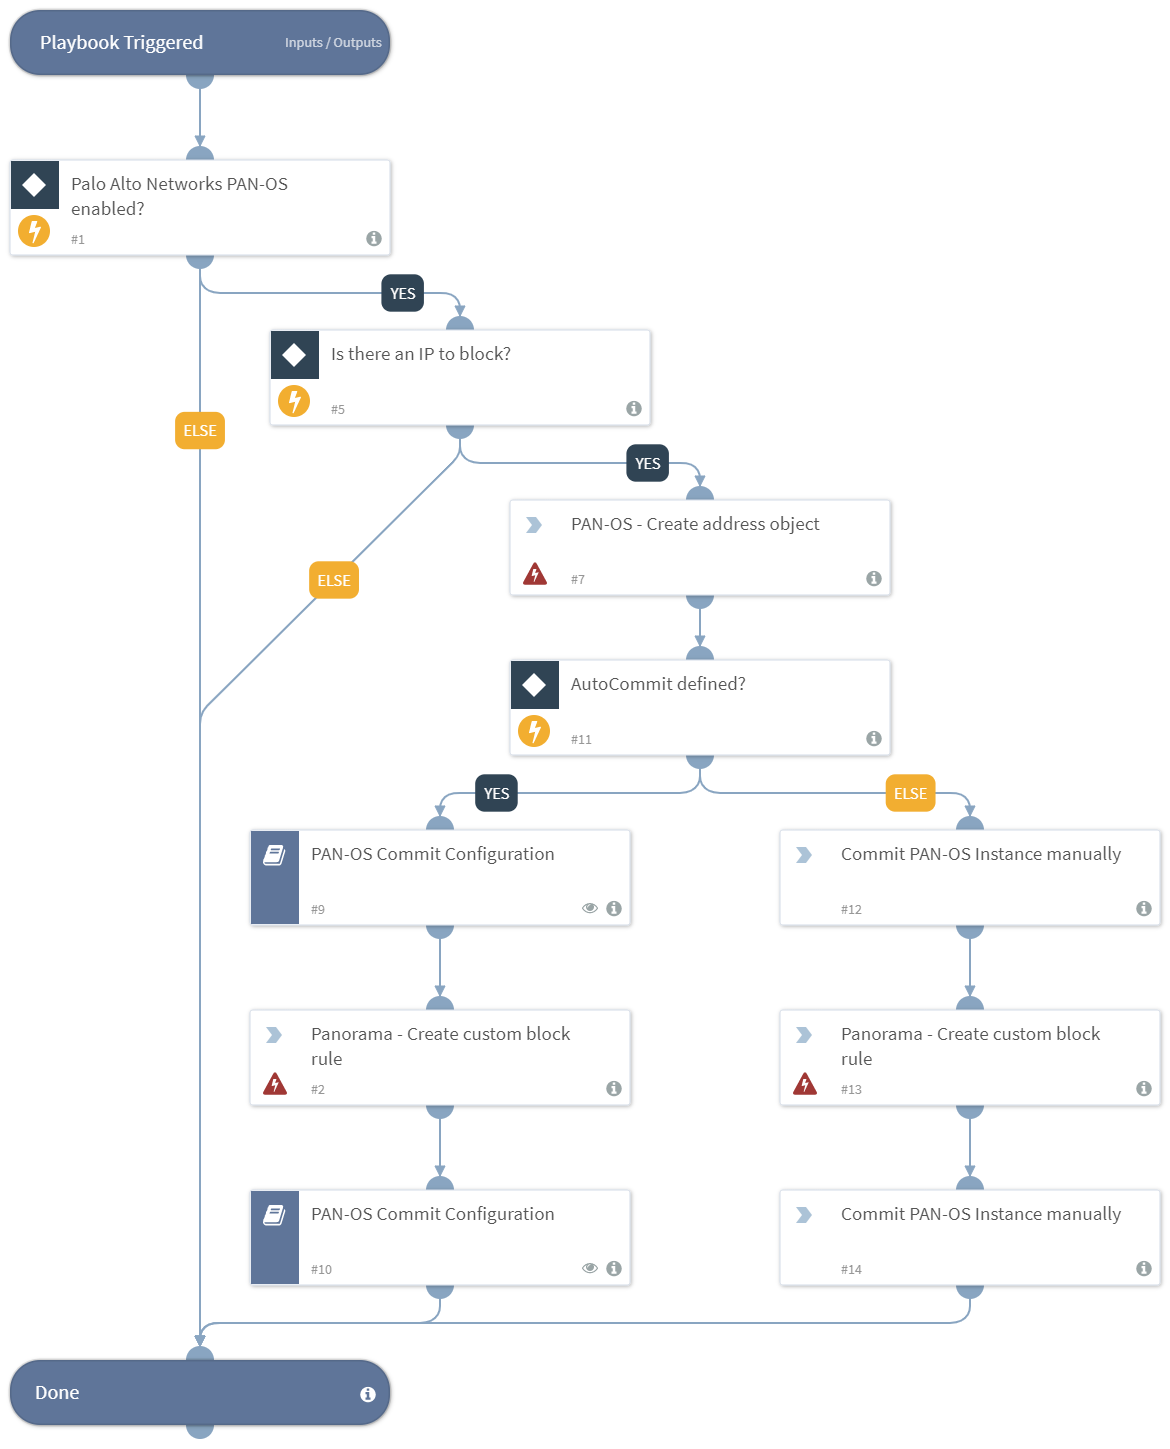 Playbook Triggered
Inputs / Outputs
Palo Alto Networks PAN-OS
enabled?
#1
YES
Is there an IP to block?
#5
ELSE
YES
PAN-OS - Create address object
#7
ELSE
AutoCommit defined?
#11
YES
ELSE
PAN-OS Commit Configuration
#9
Commit PAN-OS Instance manually
#12
Panorama - Create custom block
rule
#2
Panorama - Create custom block
rule
#13
PAN-OS Commit Configuration
#10
Commit PAN-OS Instance manually
#14
Done